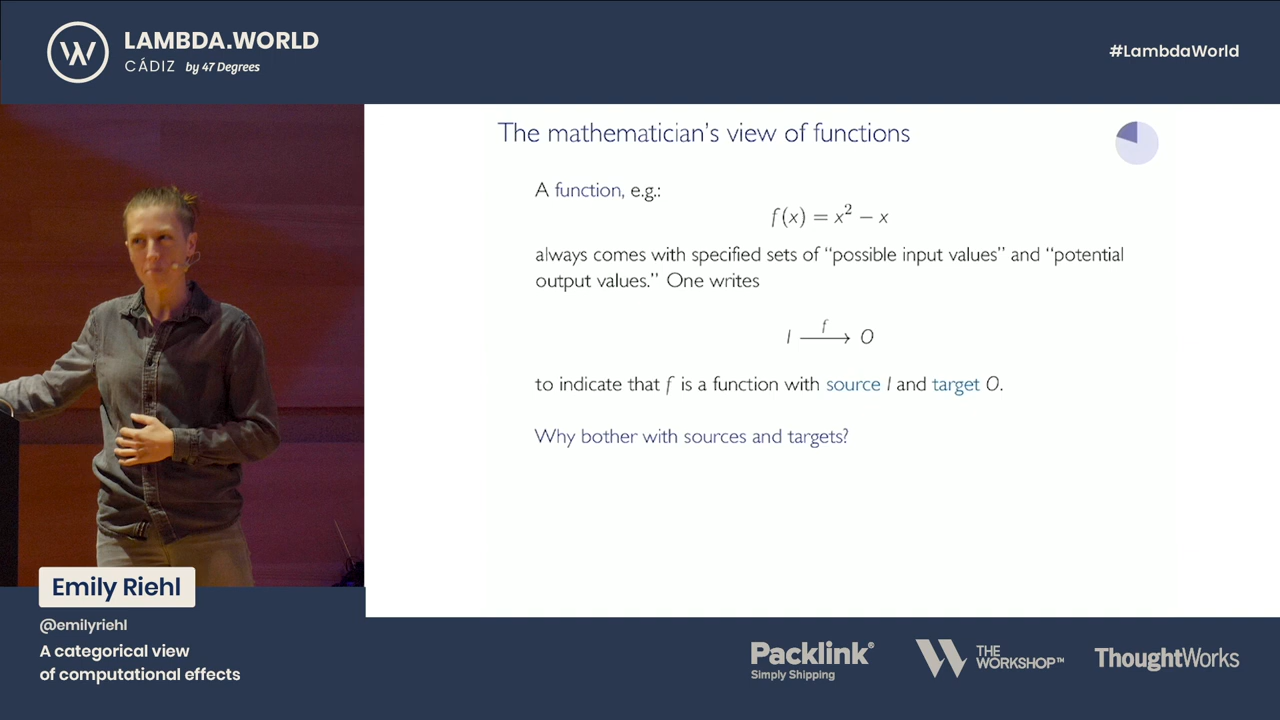 LAMBDA.WORLD
CÁDIZ by 47 Degrees
#LambdaWorld
The mathematician's view of functions
A function, e.g.:
f(x) = x² − x
always comes with specified sets of “possible input values” and “potential
output values.” One writes
I f⟶ O
to indicate that f is a function with source I and target O.
Why bother with sources and targets?
Emily Riehl
@emilyriehl
A categorical view
of computational effects
Packlink®
Simply Shipping
THE
WORKSHOP™
ThoughtWorks